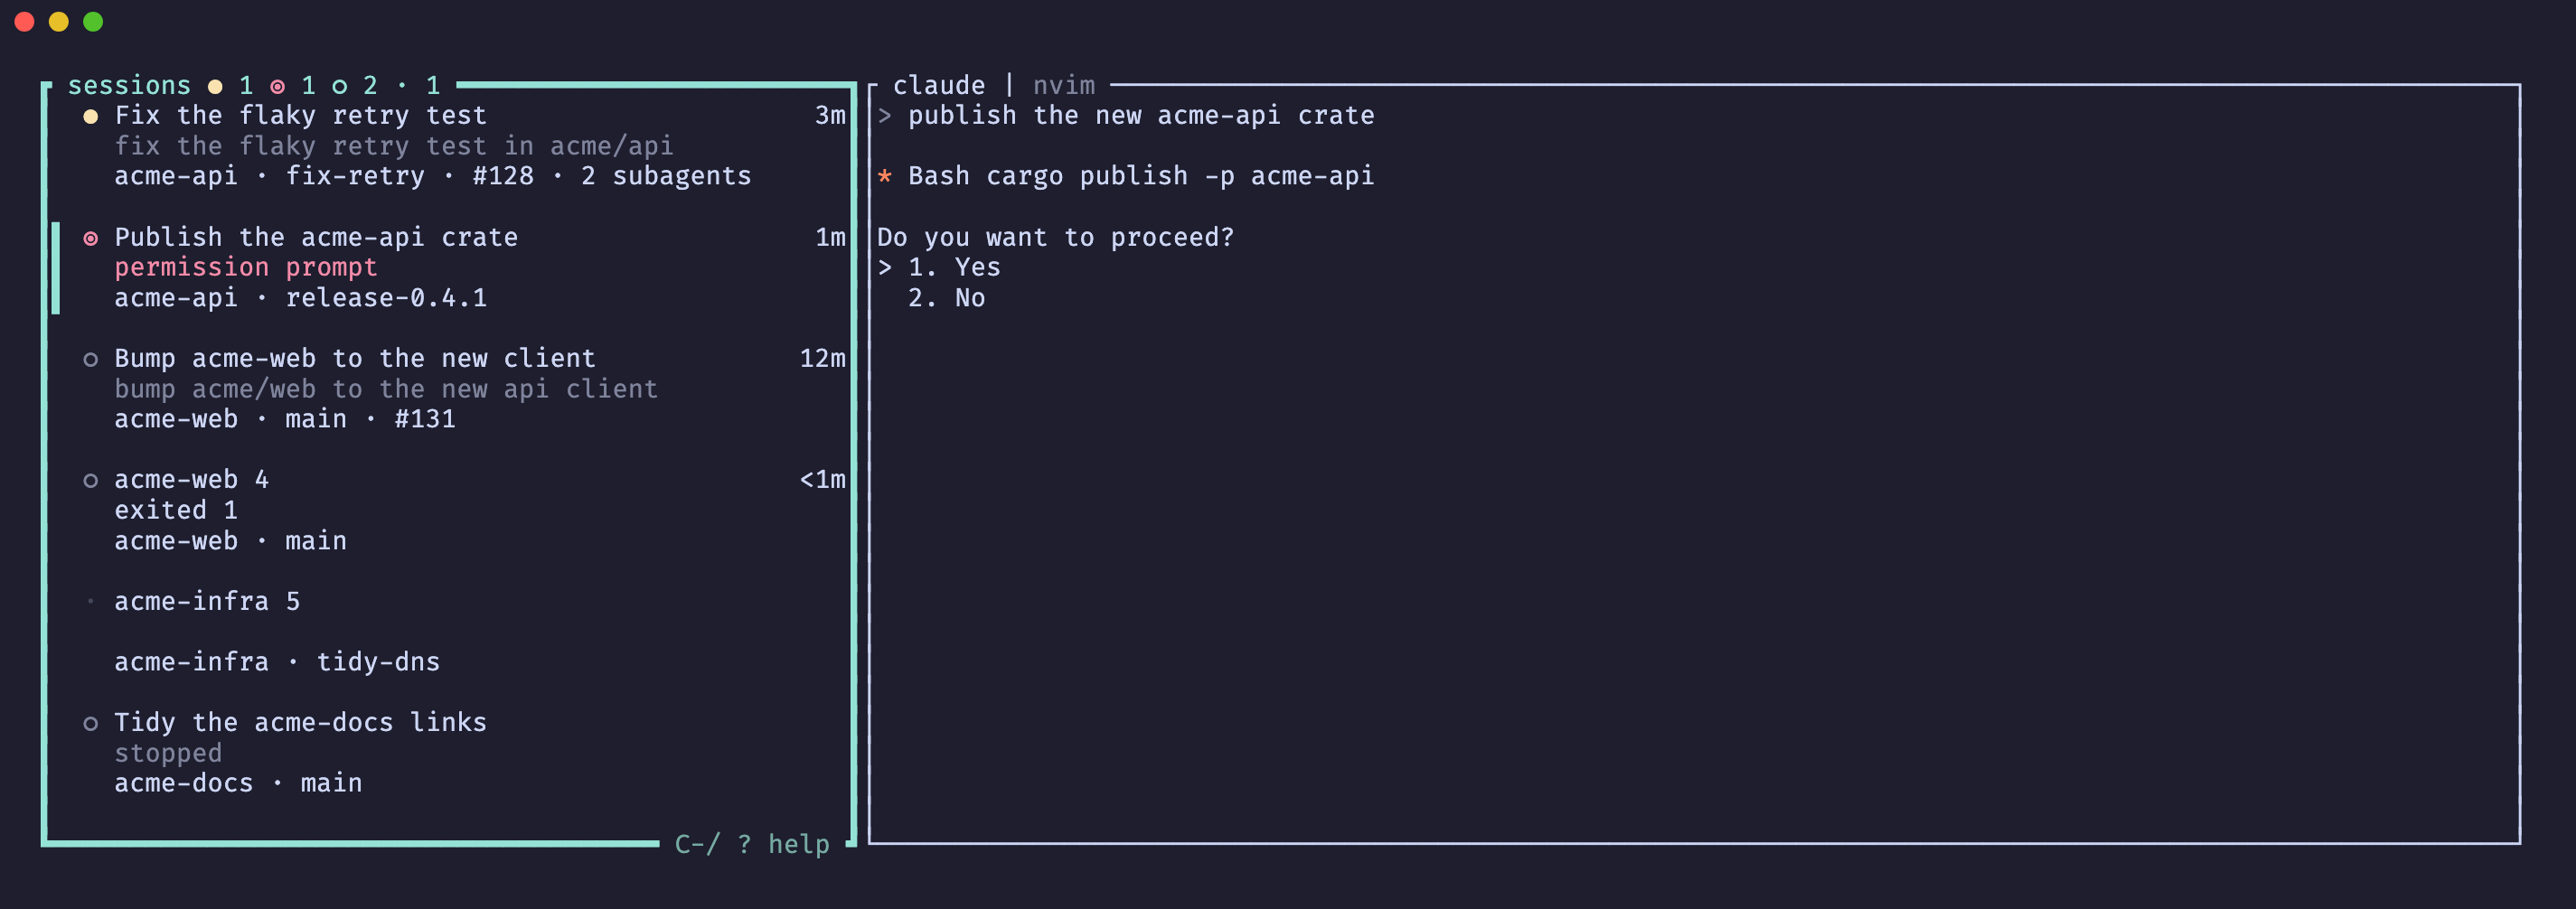 sessions ● 1 ◉ 1 ○ 2 · 1
● Fix the flaky retry test 3m
fix the flaky retry test in acme/api
acme-api · fix-retry · #128 · 2 subagents
◉ Publish the acme-api crate 1m
permission prompt
acme-api · release-0.4.1
○ Bump acme-web to the new client 12m
bump acme/web to the new api client
acme-web · main · #131
○ acme-web 4 <1m
exited 1
acme-web · main
· acme-infra 5
acme-infra · tidy-dns
○ Tidy the acme-docs links
stopped
acme-docs · main
C-/ ? help
claude | nvim
> publish the new acme-api crate
* Bash cargo publish -p acme-api
Do you want to proceed?
> 1. Yes
2. No